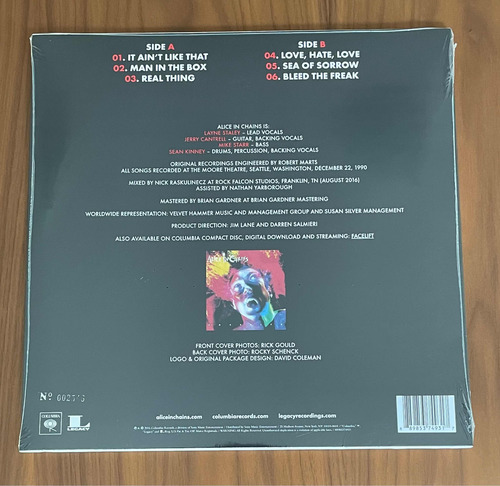 SIDE A
01. IT AIN'T LIKE THAT
02. MAN IN THE BOX
03. REAL THING
SIDE B
04. LOVE, HATE, LOVE
05. SEA OF SORROW
06. BLEED THE FREAK
ALICE IN CHAINS IS:
LAYNE STALEY – LEAD VOCALS
JERRY CANTRELL – GUITAR, BACKING VOCALS
MIKE STARR – BASS
SEAN KINNEY – DRUMS, PERCUSSION, BACKING VOCALS
ORIGINAL RECORDINGS ENGINEERED BY ROBERT MARTS
ALL SONGS RECORDED AT THE MOORE THEATRE, SEATTLE, WASHINGTON, DECEMBER 22, 1990
MIXED BY NICK RASKULINECZ AT ROCK FALCON STUDIOS, FRANKLIN, TN (AUGUST 2016)
ASSISTED BY NATHAN YARBOROUGH
MASTERED BY BRIAN GARDNER AT BRIAN GARDNER MASTERING
WORLDWIDE REPRESENTATION: VELVET HAMMER MUSIC AND MANAGEMENT GROUP AND SUSAN SILVER MANAGEMENT
PRODUCT DIRECTION: JIM LANE AND DARREN SALMIERI
ALSO AVAILABLE ON COLUMBIA COMPACT DISC, DIGITAL DOWNLOAD AND STREAMING: FACELIFT
FRONT COVER PHOTOS: RICK GOULD
BACK COVER PHOTO: ROCKY SCHENCK
LOGO & ORIGINAL PACKAGE DESIGN: DAVID COLEMAN
Nº
COLUMBIA
L
LEGACY
aliceinchains.com
columbiarecords.com
legacyrecordings.com